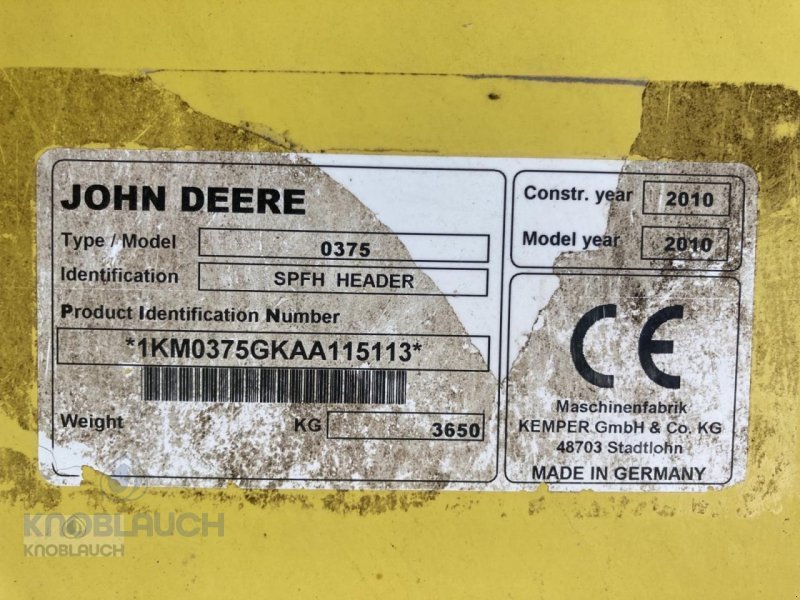 JOHN DEERE
Type / Model 0375
Identification SPFH HEADER
Product Identification Number
*1KM0375GKAA115113*
Weight KG 3650
Constr. year 2010
Model year 2010
CE
Maschinenfabrik
KEMPER GmbH & Co. KG
48703 Stadtlohn
MADE IN GERMANY
KNOBLAUCH
KNOBLAUCH